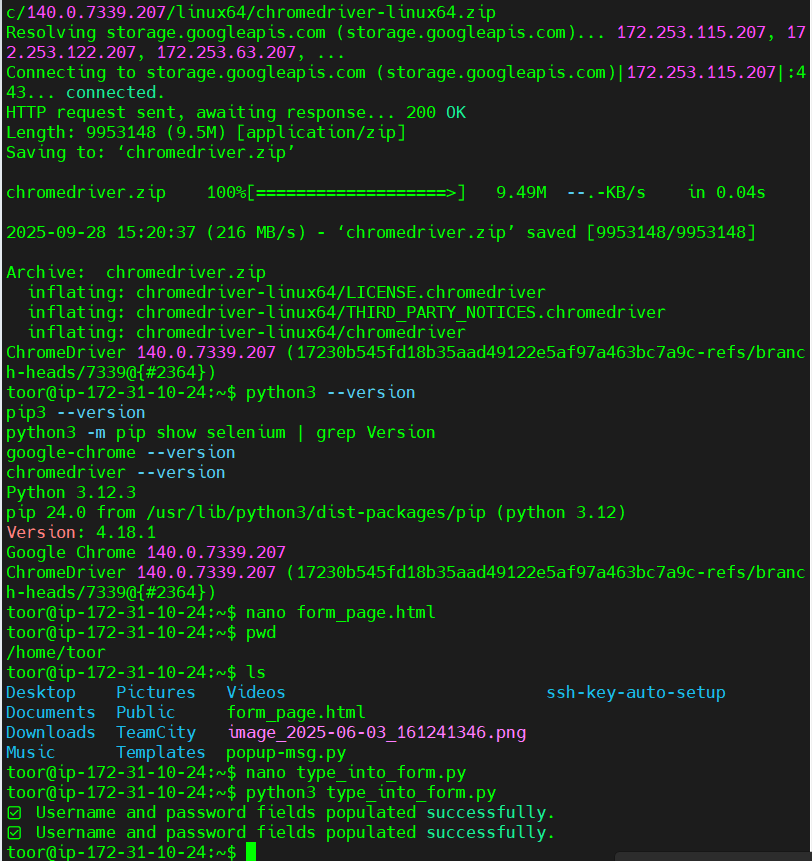 c/140.0.7339.207/linux64/chromedriver-linux64.zip
Resolving storage.googleapis.com (storage.googleapis.com)... 172.253.115.207, 17
2.253.122.207, 172.253.63.207, ...
Connecting to storage.googleapis.com (storage.googleapis.com)|172.253.115.207|:4
43... connected.
HTTP request sent, awaiting response... 200 OK
Length: 9953148 (9.5M) [application/zip]
Saving to: ‘chromedriver.zip’
chromedriver.zip    100%[===================>]   9.49M  --.-KB/s    in 0.04s
2025-09-28 15:20:37 (216 MB/s) - ‘chromedriver.zip’ saved [9953148/9953148]
Archive:  chromedriver.zip
  inflating: chromedriver-linux64/LICENSE.chromedriver
  inflating: chromedriver-linux64/THIRD_PARTY_NOTICES.chromedriver
  inflating: chromedriver-linux64/chromedriver
ChromeDriver 140.0.7339.207 (17230b545fd18b35aad49122e5af97a463bc7a9c-refs/branc
h-heads/7339@{#2364})
toor@ip-172-31-10-24:~$ python3 --version
pip3 --version
python3 -m pip show selenium | grep Version
google-chrome --version
chromedriver --version
Python 3.12.3
pip 24.0 from /usr/lib/python3/dist-packages/pip (python 3.12)
Version: 4.18.1
Google Chrome 140.0.7339.207
ChromeDriver 140.0.7339.207 (17230b545fd18b35aad49122e5af97a463bc7a9c-refs/branc
h-heads/7339@{#2364})
toor@ip-172-31-10-24:~$ nano form_page.html
toor@ip-172-31-10-24:~$ pwd
/home/toor
toor@ip-172-31-10-24:~$ ls
Desktop    Pictures   Videos                          ssh-key-auto-setup
Documents  Public     form_page.html
Downloads  TeamCity   image_2025-06-03_161241346.png
Music      Templates  popup-msg.py
toor@ip-172-31-10-24:~$ nano type_into_form.py
toor@ip-172-31-10-24:~$ python3 type_into_form.py
☑ Username and password fields populated successfully.
☑ Username and password fields populated successfully.
toor@ip-172-31-10-24:~$